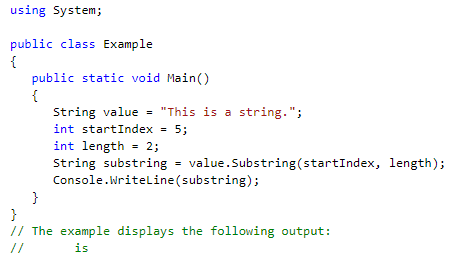 using System;

public class Example
{
   public static void Main()
   {
      String value = "This is a string.";
      int startIndex = 5;
      int length = 2;
      String substring = value.Substring(startIndex, length);
      Console.WriteLine(substring);
   }
}
// The example displays the following output:
//       is